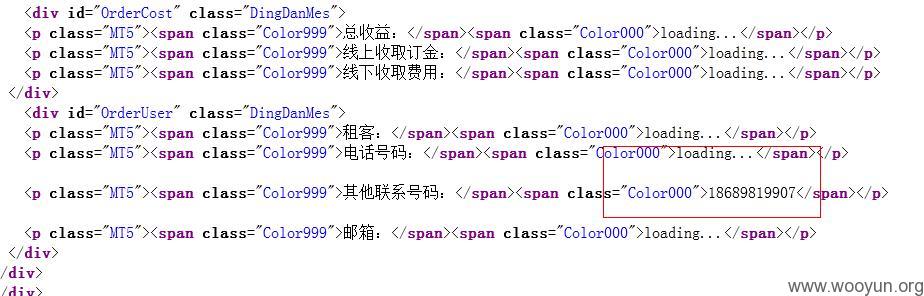 <div id="OrderCost" class="DingDanMes">
<p class="MT5"><span class="Color999">总收益：</span><span class="Color000">loading...</span></p>
<p class="MT5"><span class="Color999">线上收取订金：</span><span class="Color000">loading...</span></p>
<p class="MT5"><span class="Color999">线下收取费用：</span><span class="Color000">loading...</span></p>
</div>
<div id="OrderUser" class="DingDanMes">
<p class="MT5"><span class="Color999">租客：</span><span class="Color000">loading...</span></p>
<p class="MT5"><span class="Color999">电话号码：</span><span class="Color000">loading...</span></p>
<p class="MT5"><span class="Color999">其他联系号码：</span><span class="Color000">18689819907</span></p>
<p class="MT5"><span class="Color999">邮箱：</span><span class="Color000">loading...</span></p>
</div>
/div>
</div>
www.wooyun.org